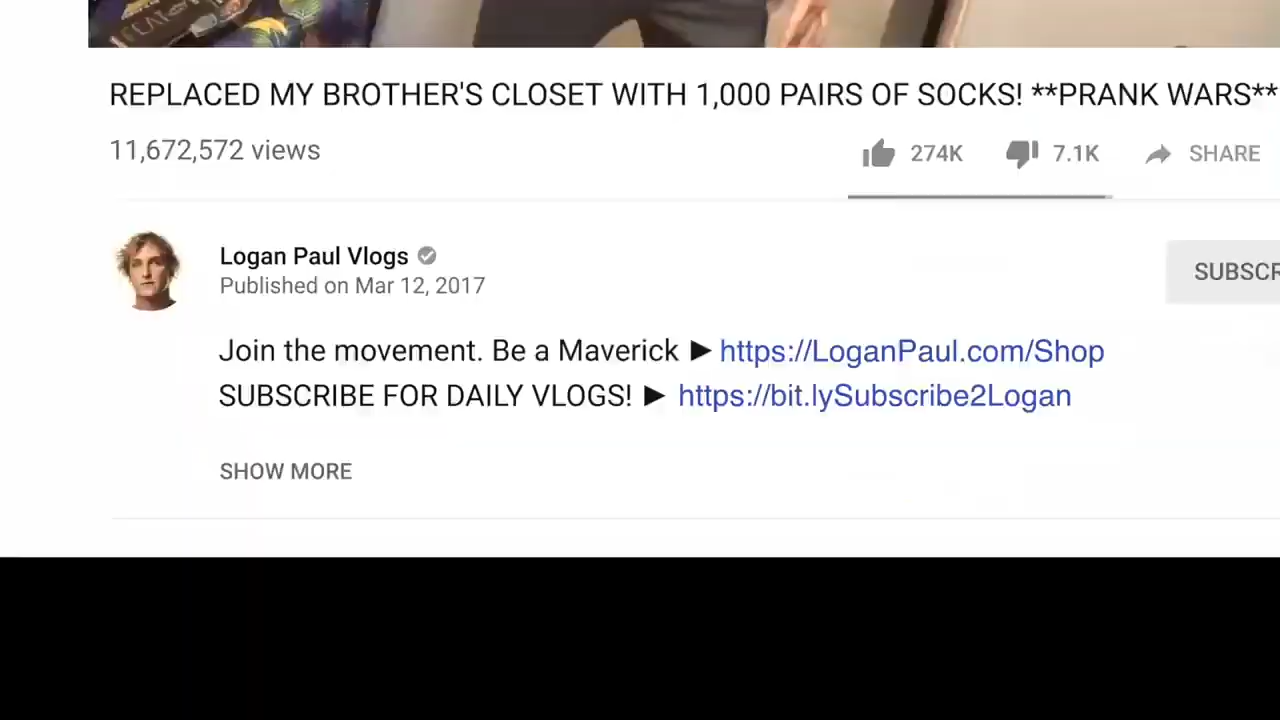 REPLACED MY BROTHER'S CLOSET WITH 1,000 PAIRS OF SOCKS! **PRANK WARS**
11,672,572 views
274K
7.1K
SHARE
Logan Paul Vlogs
Published on Mar 12, 2017
SUBSCR
Join the movement. Be a Maverick ► https://LoganPaul.com/Shop
SUBSCRIBE FOR DAILY VLOGS! ► https://bit.lySubscribe2Logan
SHOW MORE